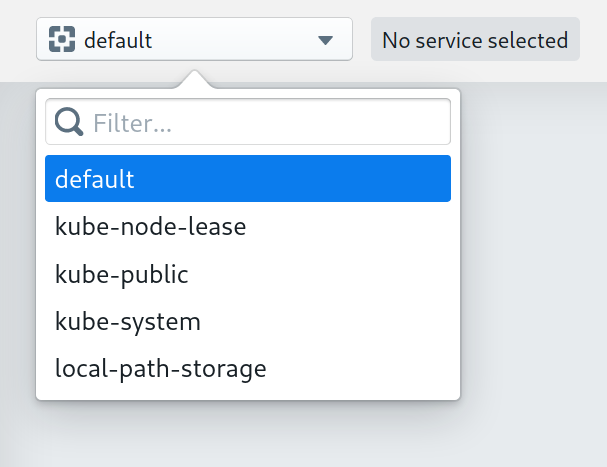 default
No service selected
Filter...
default
kube-node-lease
kube-public
kube-system
local-path-storage